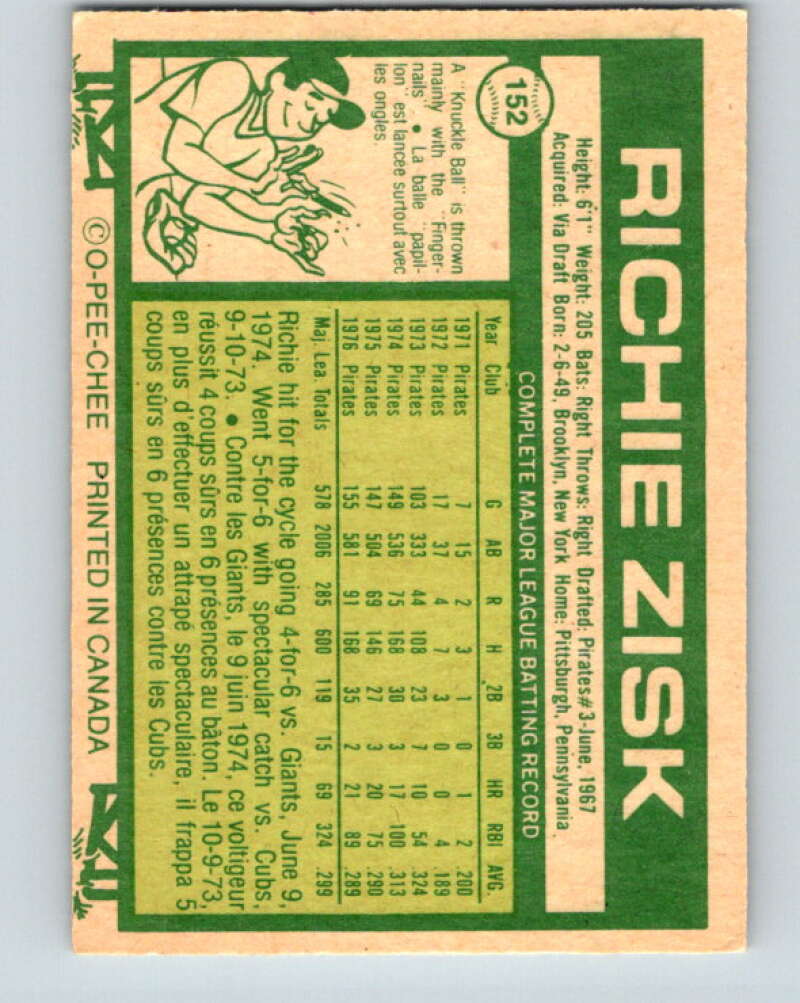 RICHIE ZISK
152
Height: 6'1" Weight: 205 Bats: Right Throws: Right Drafted: Pirates #3-June, 1967
Acquired: Via Draft Born: 2-6-49, Brooklyn, New York Home: Pittsburgh, Pennsylvania
COMPLETE MAJOR LEAGUE BATTING RECORD
A "Knuckle Ball" is thrown
mainly with the "Finger-
nails" • La balle "papil-
lon" est lancee surtout avec
les ongles.
Year Club G AB R H 2B 3B HR RBI AVG.
1971 Pirates 7 15 2 3 1 0 1 2 .200
1972 Pirates 17 37 4 7 3 0 0 4 .189
1973 Pirates 103 333 44 108 23 7 10 54 .324
1974 Pirates 149 536 75 168 30 3 17 100 .313
1975 Pirates 147 504 69 146 27 3 20 75 .290
1976 Pirates 155 581 91 168 35 2 21 89 .289
Maj. Lea. Totals 578 2006 285 600 119 15 69 324 .299
Richie hit for the cycle going 4-for-6 vs. Giants, June 9,
1974. Went 5-for-6 with spectacular catch vs. Cubs,
9-10-73. • Contre les Giants, le 9 juin 1974, ce voltigeur
réussit 4 coups sûrs en 6 présences au bâton. Le 10-9-73,
en plus d'effectuer un attrapé spectaculaire, il frappa 5
coups sûrs en 6 présences contre les Cubs.
©O-PEE-CHEE PRINTED IN CANADA